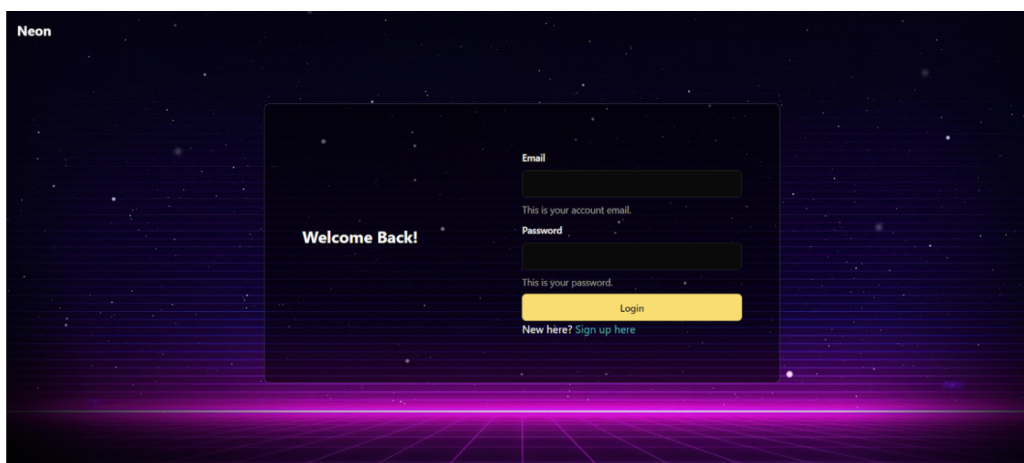 Neon
Welcome Back!
Email
This is your account email.
Password
This is your password.
Login
New here? Sign up here